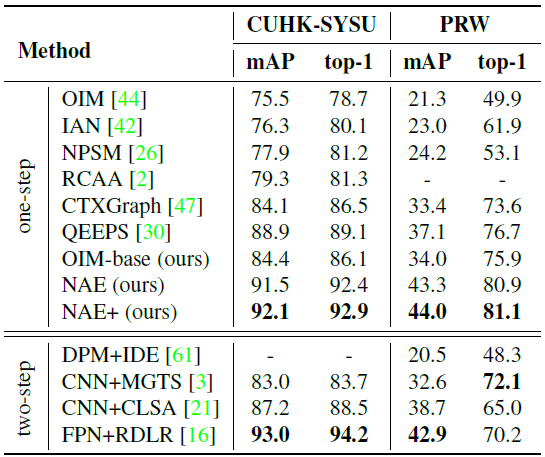 Method CUHK-SYSU PRW
mAP top-1 mAP top-1
one-step
OIM [44] 75.5 78.7 21.3 49.9
IAN [42] 76.3 80.1 23.0 61.9
NPSM [26] 77.9 81.2 24.2 53.1
RCAA [2] 79.3 81.3 - -
CTXGraph [47] 84.1 86.5 33.4 73.6
QEEPS [30] 88.9 89.1 37.1 76.7
OIM-base (ours) 84.4 86.1 34.0 75.9
NAE (ours) 91.5 92.4 43.3 80.9
NAE+ (ours) 92.1 92.9 44.0 81.1
two-step
DPM+IDE [61] - - 20.5 48.3
CNN+MGTS [3] 83.0 83.7 32.6 72.1
CNN+CLSA [21] 87.2 88.5 38.7 65.0
FPN+RDLR [16] 93.0 94.2 42.9 70.2